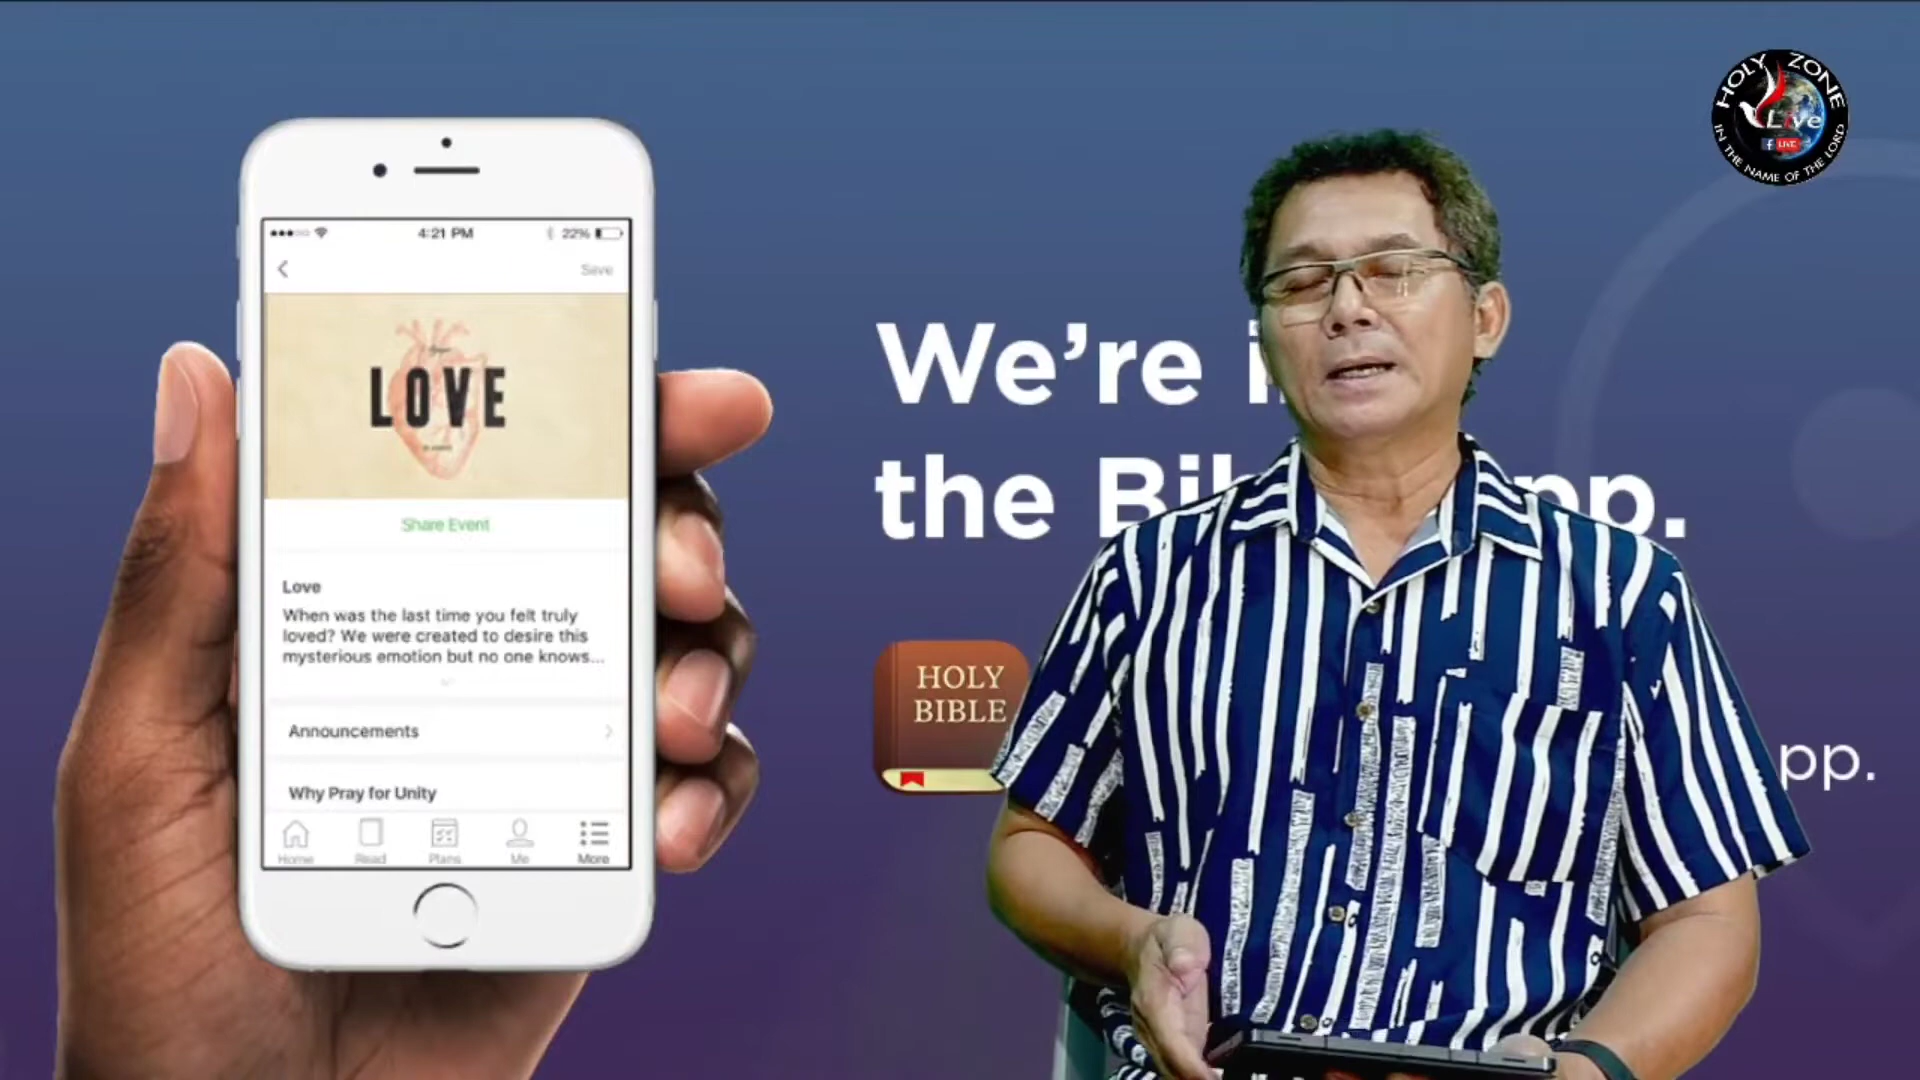 HOLY ZONE
Live
f LIVE
IN THE NAME OF THE LORD
4:21 PM
22%
Save
LOVE
Share Event
Love
When was the last time you felt truly
loved? We were created to desire this
mysterious emotion but no one knows...
Announcements
Why Pray for Unity
Home Read Plans Me More
We're i
the Bi pp.
HOLY
BIBLE
pp.